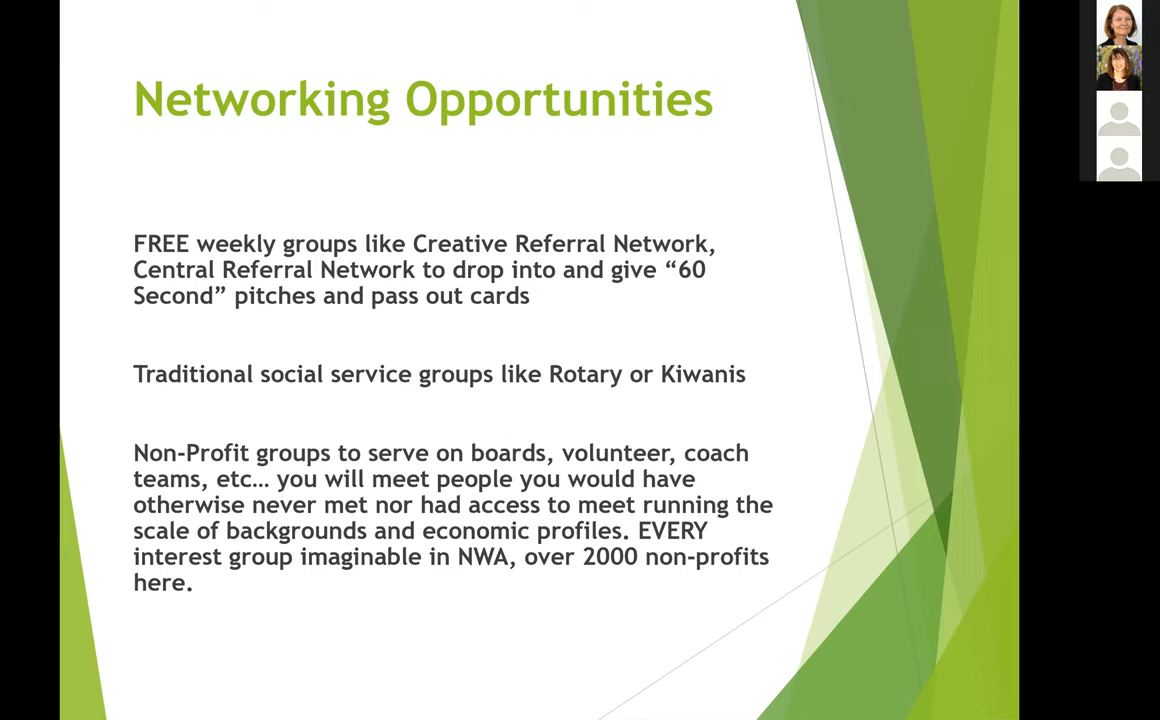 Networking Opportunities
FREE weekly groups like Creative Referral Network,
Central Referral Network to drop into and give “60
Second” pitches and pass out cards
Traditional social service groups like Rotary or Kiwanis
Non-Profit groups to serve on boards, volunteer, coach
teams, etc… you will meet people you would have
otherwise never met nor had access to meet running the
scale of backgrounds and economic profiles. EVERY
interest group imaginable in NWA, over 2000 non-profits
here.